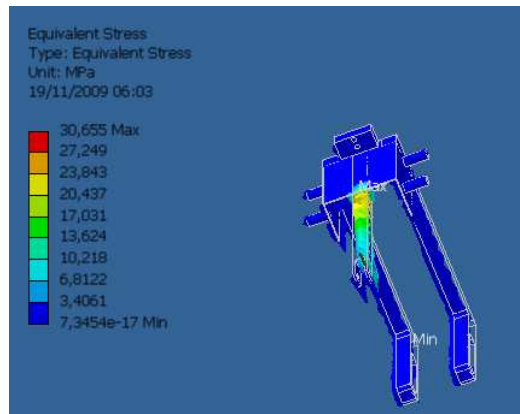 Equivalent Stress
Type: Equivalent Stress
Unit: MPa
19/11/2009 06:03
30,655 Max
27,249
23,843
20,437
17,031
13,624
10,218
6,8122
3,4061
7,3454e-17 Min
Max
Min